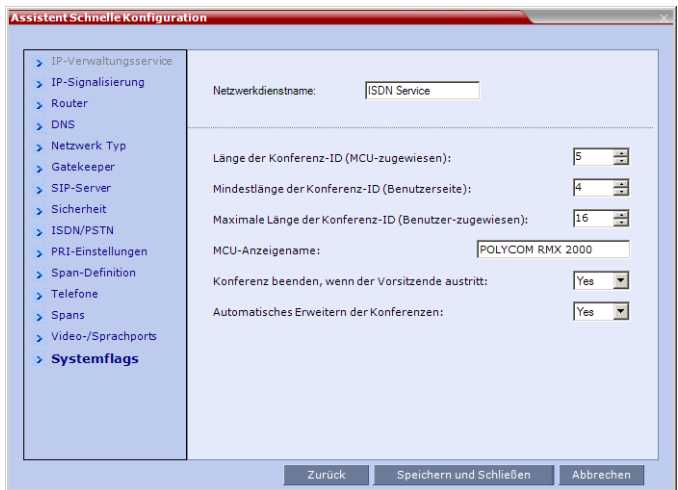 Assistent Schnelle Konfiguration
IP-Verwaltungsservice
IP-Signalisierung
Router
DNS
Netzwerk Typ
Gatekeeper
SIP-Server
Sicherheit
ISDN/PSTN
PRI-Einstellungen
Span-Definition
Telefone
Spans
Video-/Sprachports
Systemflags
Netzwerkdienstname: ISDN Service
Länge der Konferenz-ID (MCU-zugewiesen): 5
Mindestlänge der Konferenz-ID (Benutzerseite): 4
Maximale Länge der Konferenz-ID (Benutzer-zugewiesen): 16
MCU-Anzeigename: POLYCOM RMX 2000
Konferenz beenden, wenn der Vorsitzende austritt: Yes
Automatisches Erweitern der Konferenzen: Yes
Zurück Speichern und Schließen Abbrechen